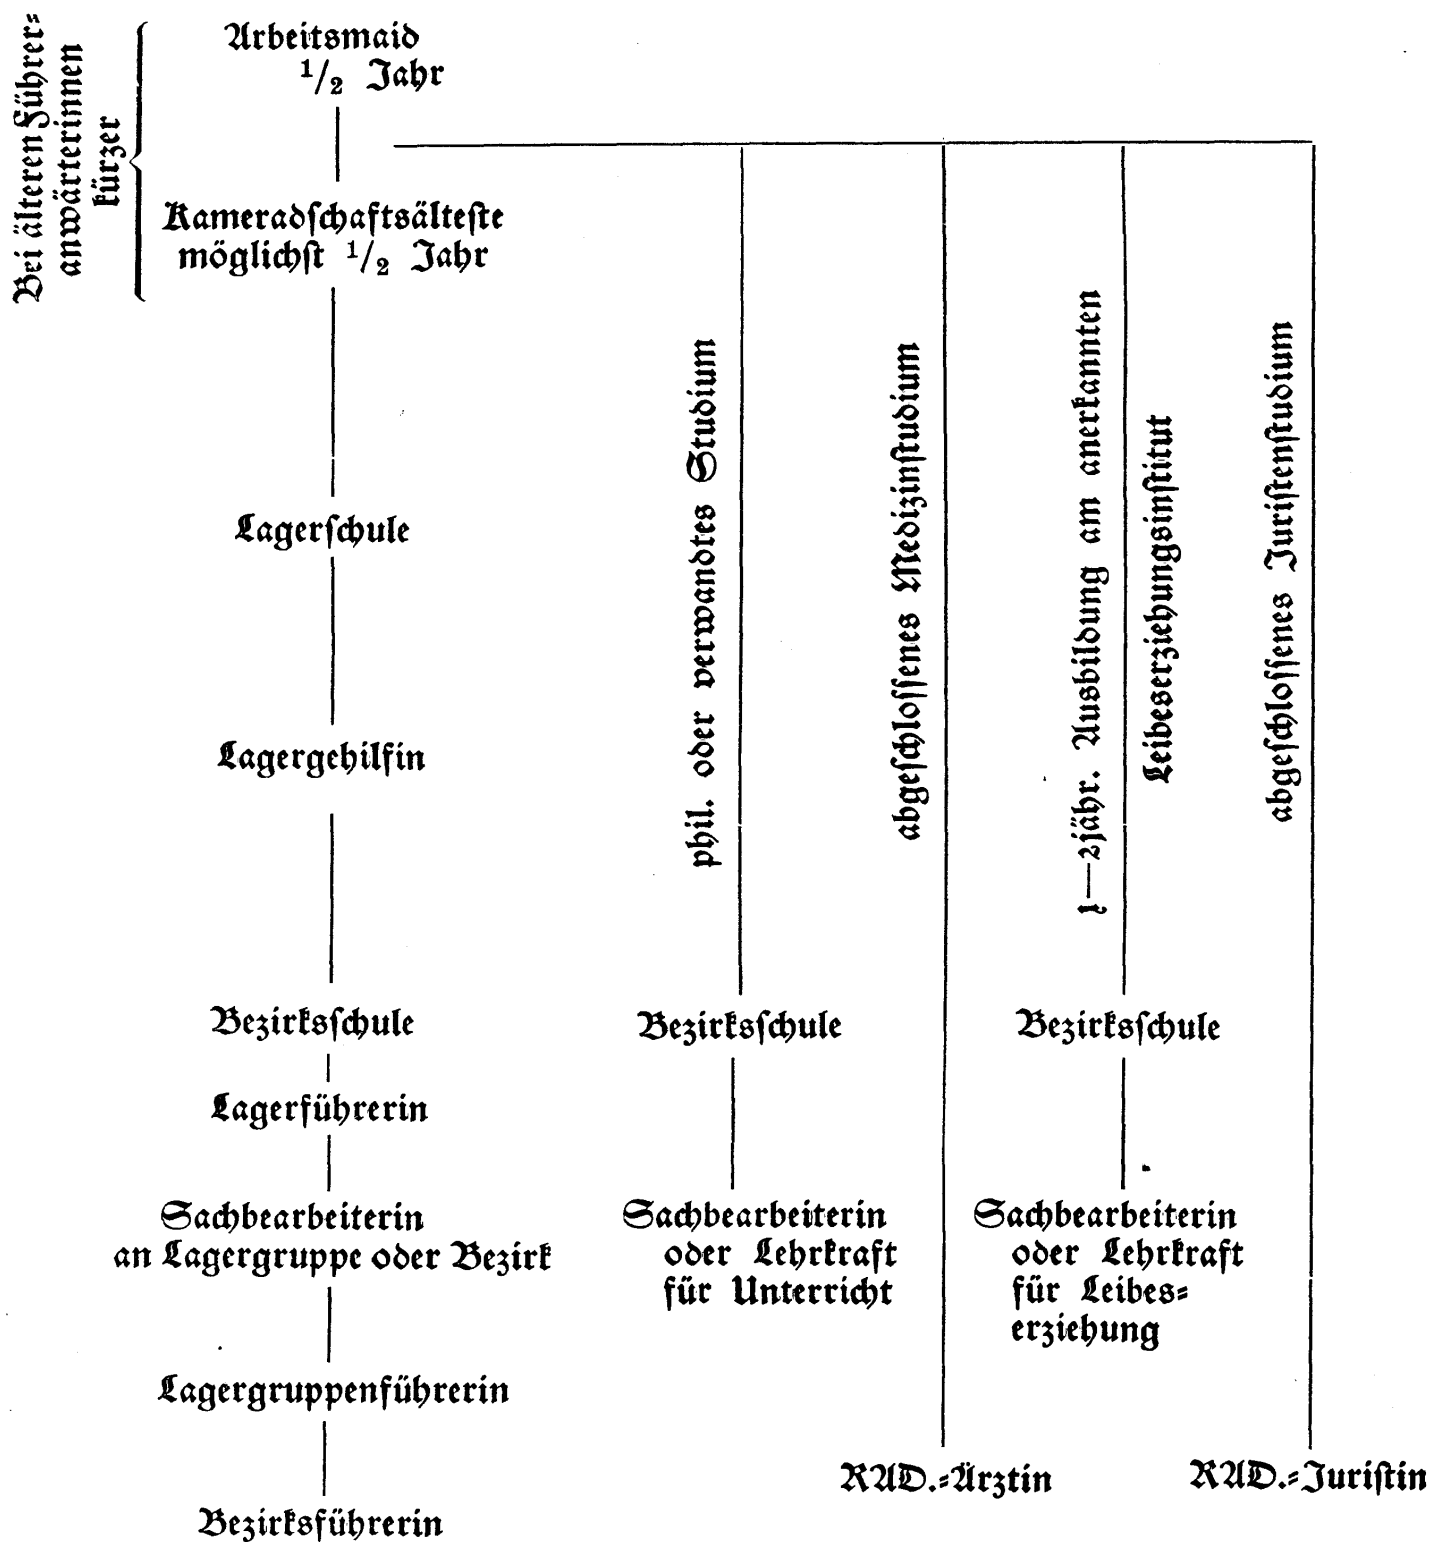 Bei älteren Führer-
anwärterinnen
kürzer
Arbeitsmaid
1/2 Jahr
Kameradschaftsälteste
möglichst 1/2 Jahr
Lagerschule
Lagergehilfin
Bezirksschule
Lagerführerin
Sachbearbeiterin
an Lagergruppe oder Bezirk
Lagergruppenführerin
Bezirksführerin
phil. oder verwandtes Studium
Bezirksschule
Sachbearbeiterin
oder Lehrkraft
für Unterricht
abgeschlossenes Medizinstudium
RAD.-Ärztin
1—2jähr. Ausbildung am anerkannten
Leibeserziehungsinstitut
Bezirksschule
Sachbearbeiterin
oder Lehrkraft
für Leibes-
erziehung
abgeschlossenes Juristenstudium
RAD.-Juristin